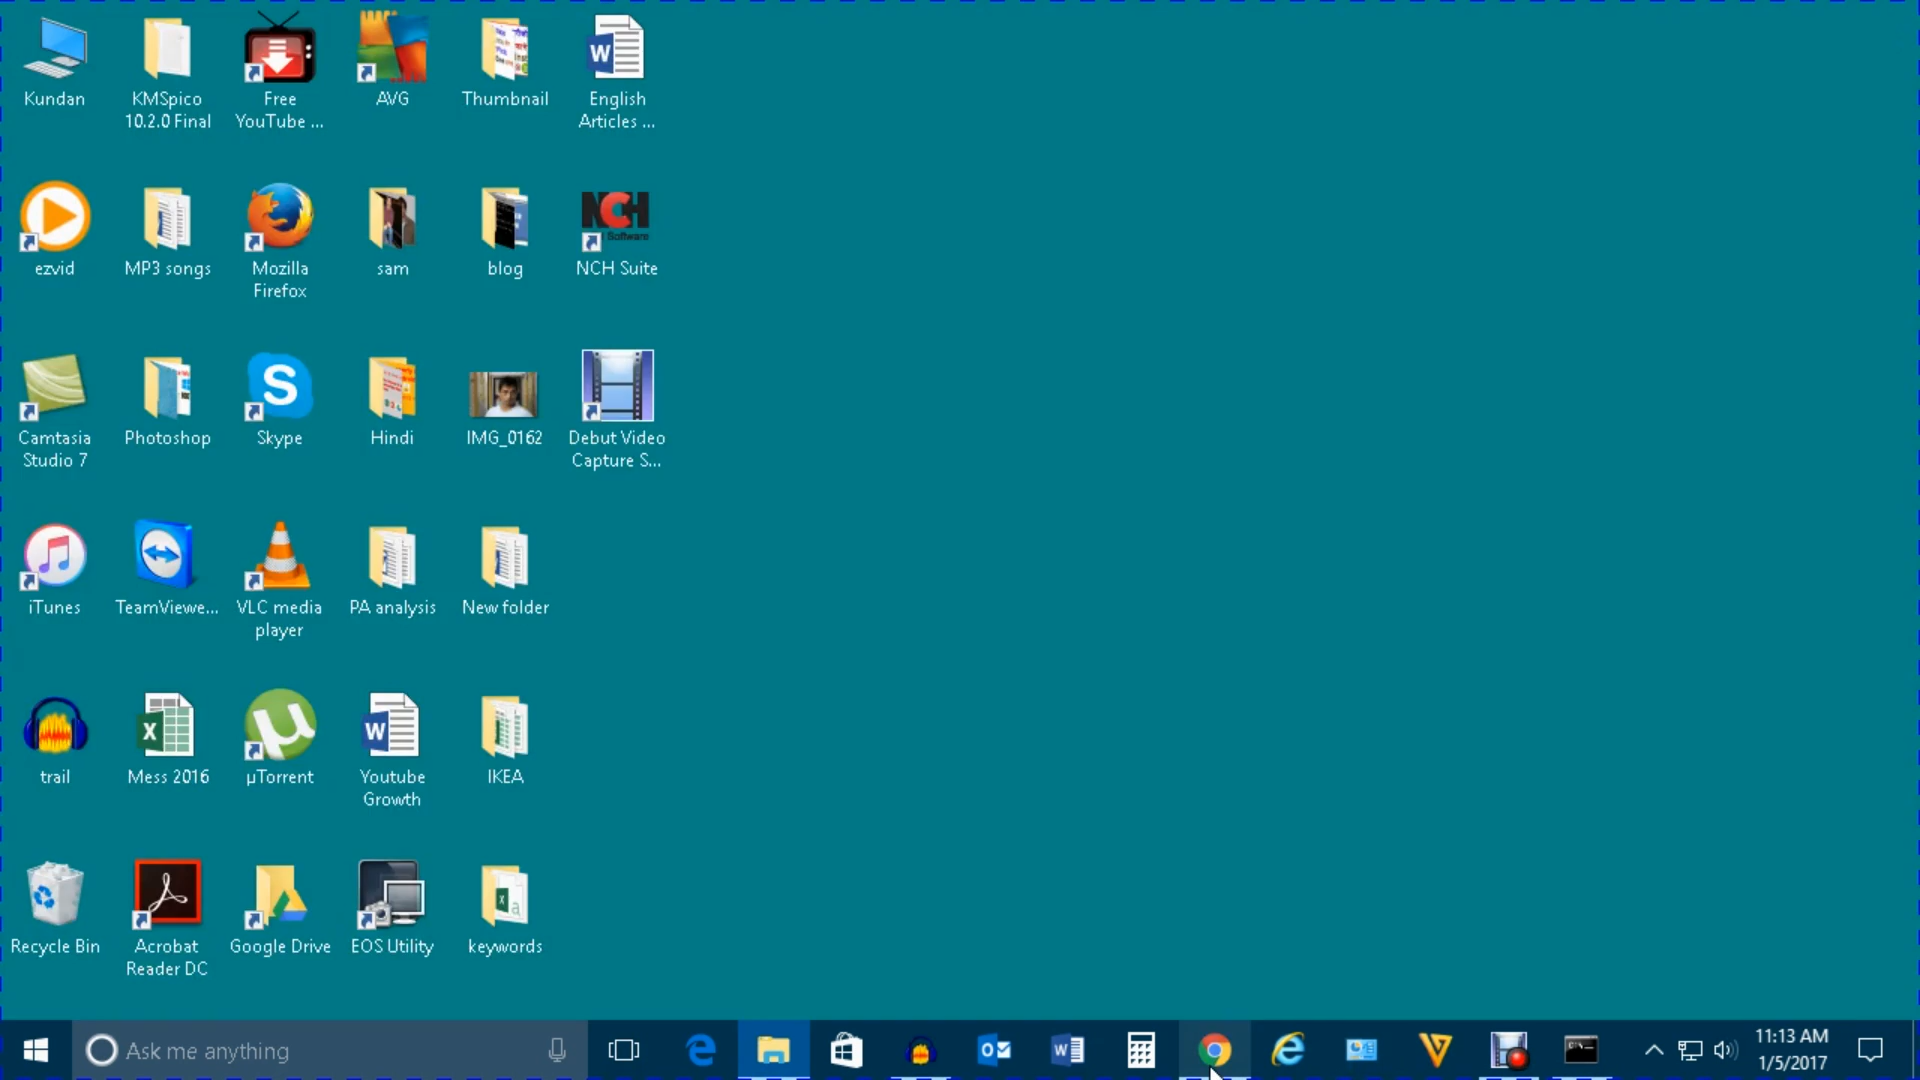 Kundan
KMSpico
10.2.0 Final
Free
YouTube ...
AVG
Thumbnail
W
English
Articles ...
ezvid
MP3 songs
Mozilla
Firefox
sam
blog
NCH
Software
NCH Suite
Camtasia
Studio 7
Photoshop
S
Skype
Hindi
IMG_0162
Debut Video
Capture S...
iTunes
TeamViewe...
VLC media
player
PA analysis
New folder
trail
X
Mess 2016
µ
µTorrent
W
Youtube
Growth
IKEA
Recycle Bin
Acrobat
Reader DC
Google Drive
EOS Utility
X
a
keywords
Ask me anything
11:13 AM
1/5/2017